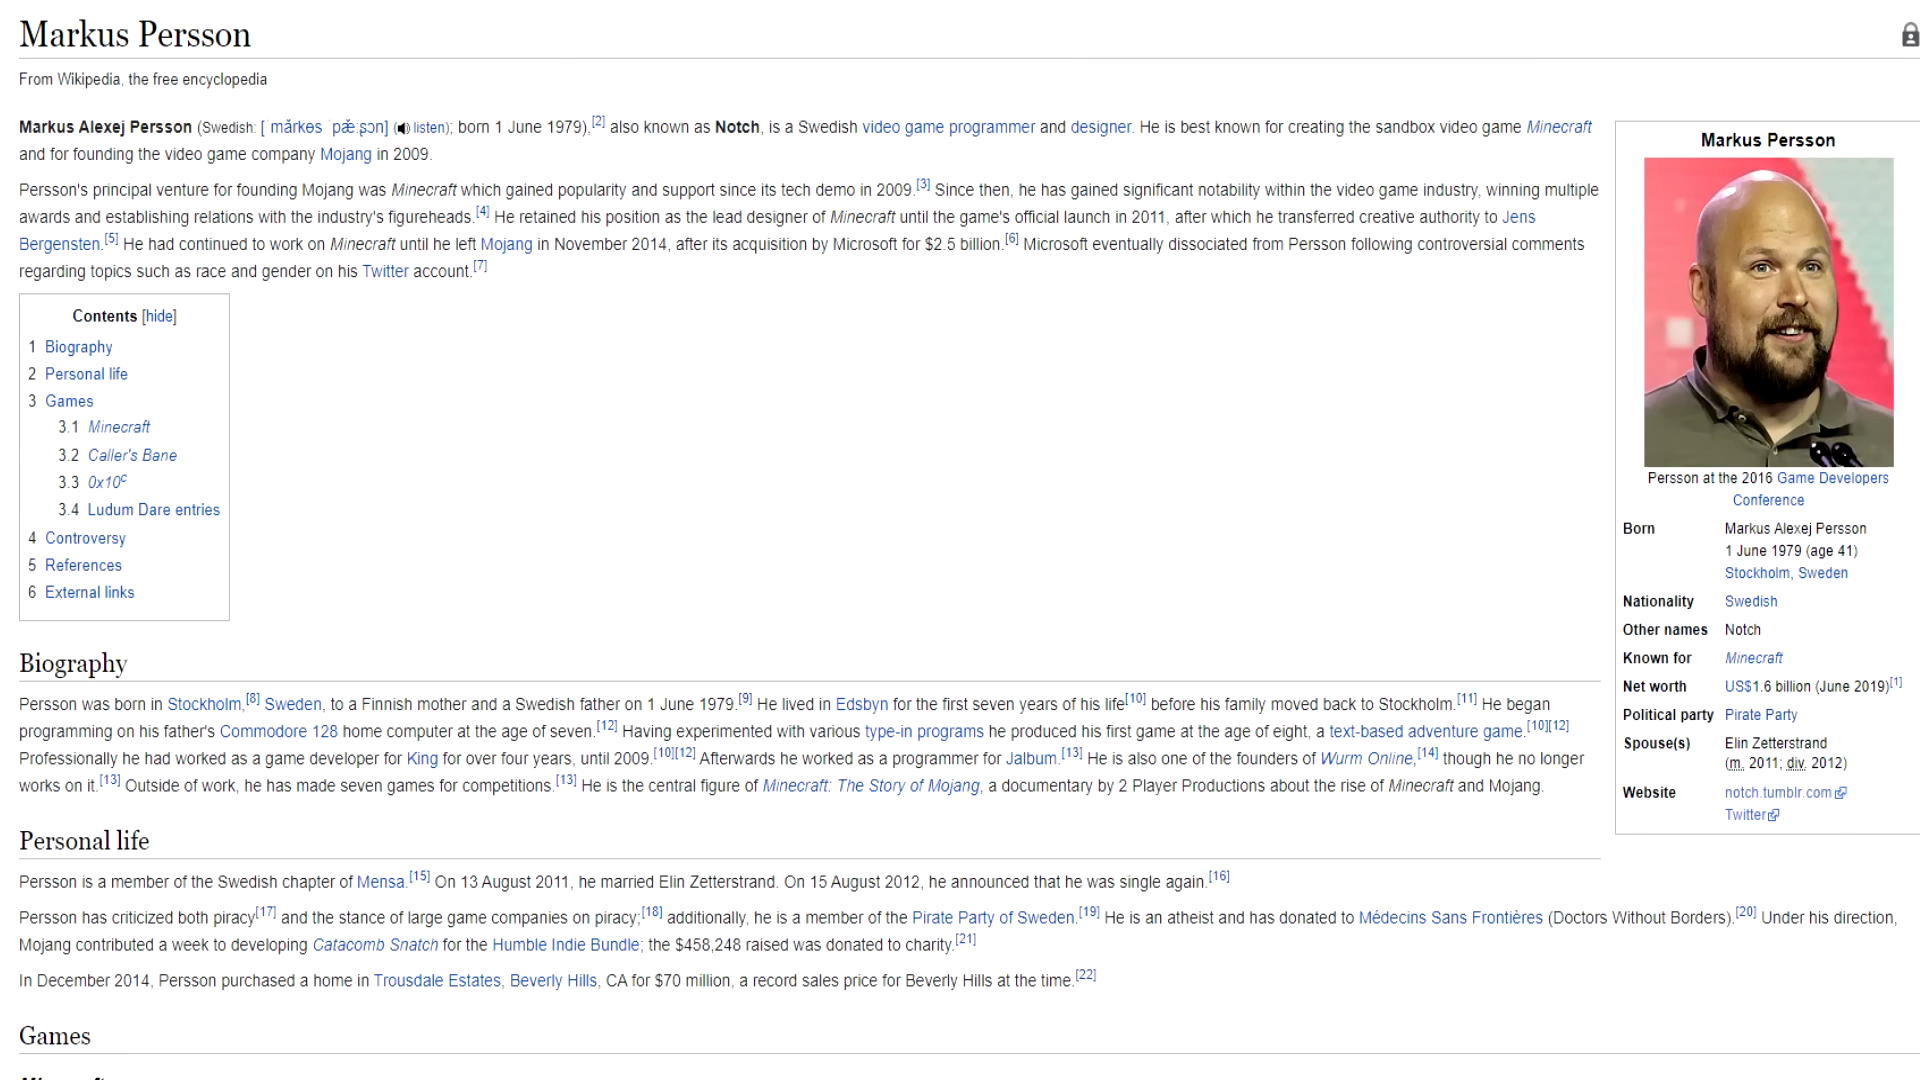 Markus Persson
From Wikipedia, the free encyclopedia
Markus Alexej Persson (Swedish: [ˈmǎrkɵs ˈpæ̌ːʂɔn] (listen); born 1 June 1979),[2] also known as Notch, is a Swedish video game programmer and designer. He is best known for creating the sandbox video game Minecraft
and for founding the video game company Mojang in 2009.
Persson's principal venture for founding Mojang was Minecraft which gained popularity and support since its tech demo in 2009.[3] Since then, he has gained significant notability within the video game industry, winning multiple
awards and establishing relations with the industry's figureheads.[4] He retained his position as the lead designer of Minecraft until the game's official launch in 2011, after which he transferred creative authority to Jens
Bergensten.[5] He had continued to work on Minecraft until he left Mojang in November 2014, after its acquisition by Microsoft for $2.5 billion.[6] Microsoft eventually dissociated from Persson following controversial comments
regarding topics such as race and gender on his Twitter account.[7]
Contents [hide]
1 Biography
2 Personal life
3 Games
3.1 Minecraft
3.2 Caller's Bane
3.3 0x10c
3.4 Ludum Dare entries
4 Controversy
5 References
6 External links
Markus Persson
Persson at the 2016 Game Developers
Conference
Born Markus Alexej Persson
1 June 1979 (age 41)
Stockholm, Sweden
Nationality Swedish
Other names Notch
Known for Minecraft
Net worth US$1.6 billion (June 2019)[1]
Political party Pirate Party
Spouse(s) Elin Zetterstrand
(m. 2011; div. 2012)
Website notch.tumblr.com
Twitter
Biography
Persson was born in Stockholm,[8] Sweden, to a Finnish mother and a Swedish father on 1 June 1979.[9] He lived in Edsbyn for the first seven years of his life[10] before his family moved back to Stockholm.[11] He began
programming on his father's Commodore 128 home computer at the age of seven.[12] Having experimented with various type-in programs he produced his first game at the age of eight, a text-based adventure game.[10][12]
Professionally he had worked as a game developer for King for over four years, until 2009.[10][12] Afterwards he worked as a programmer for Jalbum.[13] He is also one of the founders of Wurm Online,[14] though he no longer
works on it.[13] Outside of work, he has made seven games for competitions.[13] He is the central figure of Minecraft: The Story of Mojang, a documentary by 2 Player Productions about the rise of Minecraft and Mojang.
Personal life
Persson is a member of the Swedish chapter of Mensa.[15] On 13 August 2011, he married Elin Zetterstrand. On 15 August 2012, he announced that he was single again.[16]
Persson has criticized both piracy[17] and the stance of large game companies on piracy;[18] additionally, he is a member of the Pirate Party of Sweden.[19] He is an atheist and has donated to Médecins Sans Frontières (Doctors Without Borders).[20] Under his direction,
Mojang contributed a week to developing Catacomb Snatch for the Humble Indie Bundle; the $458,248 raised was donated to charity.[21]
In December 2014, Persson purchased a home in Trousdale Estates, Beverly Hills, CA for $70 million, a record sales price for Beverly Hills at the time.[22]
Games